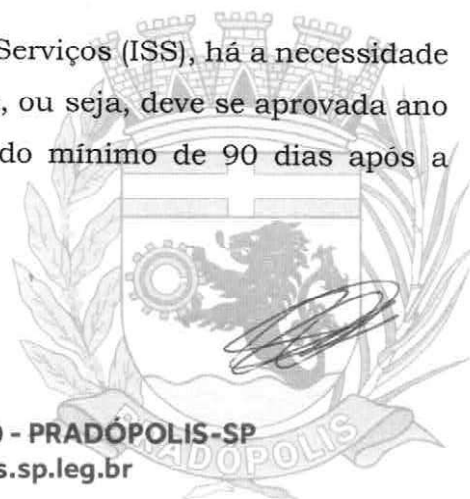 Serviços (ISS), há a necessidade
, ou seja, deve se aprovada ano
do mínimo de 90 dias após a
PRADÓPOLIS
- PRADÓPOLIS-SP
s.sp.leg.br